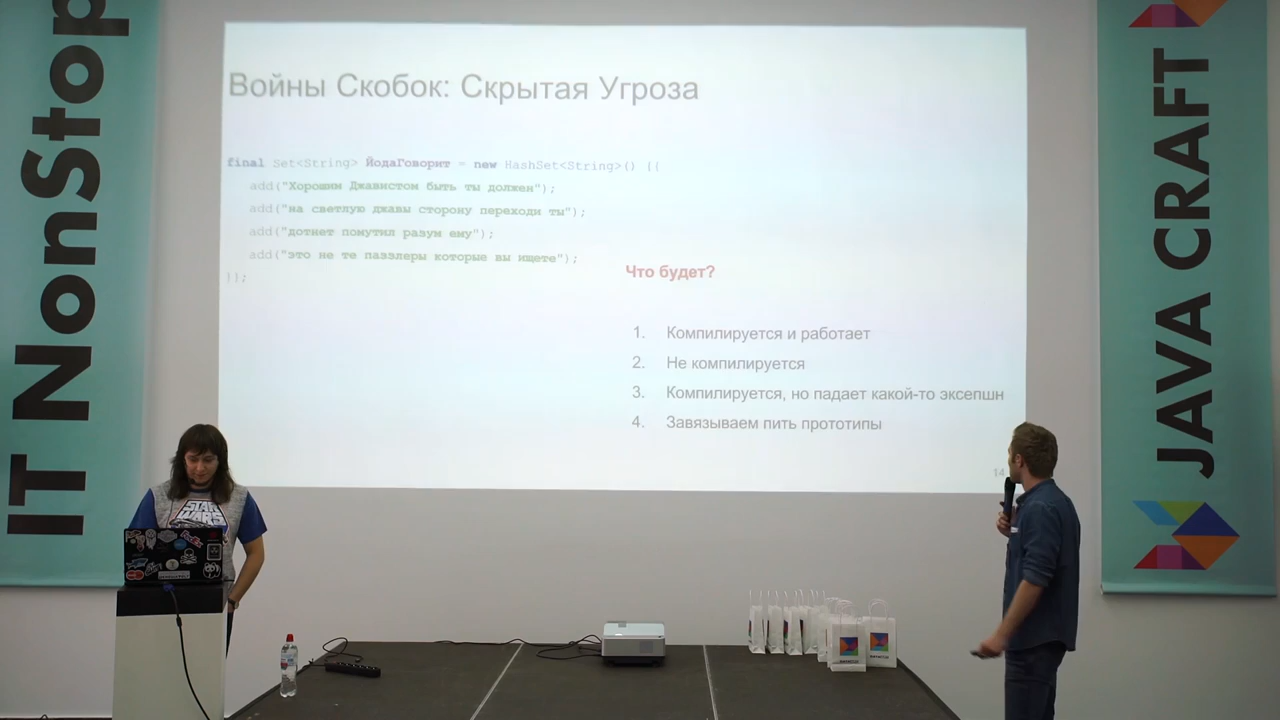 IT NonStop
Войны Скобок: Скрытая Угроза
final Set<String> ЙодаГоворит = new HashSet<String>() {{
add("Хорошим Джавистом быть ты должен");
add("на светлую джавы сторону переходи ты");
add("дотнет помутил разум ему");
add("это не те паззлеры которые вы ищете");
}};
Что будет?
1. Компилируется и работает
2. Не компилируется
3. Компилируется, но падает какой-то эксепшн
4. Завязываем пить прототипы
14
JAVA CRAFT
STAR
WARS